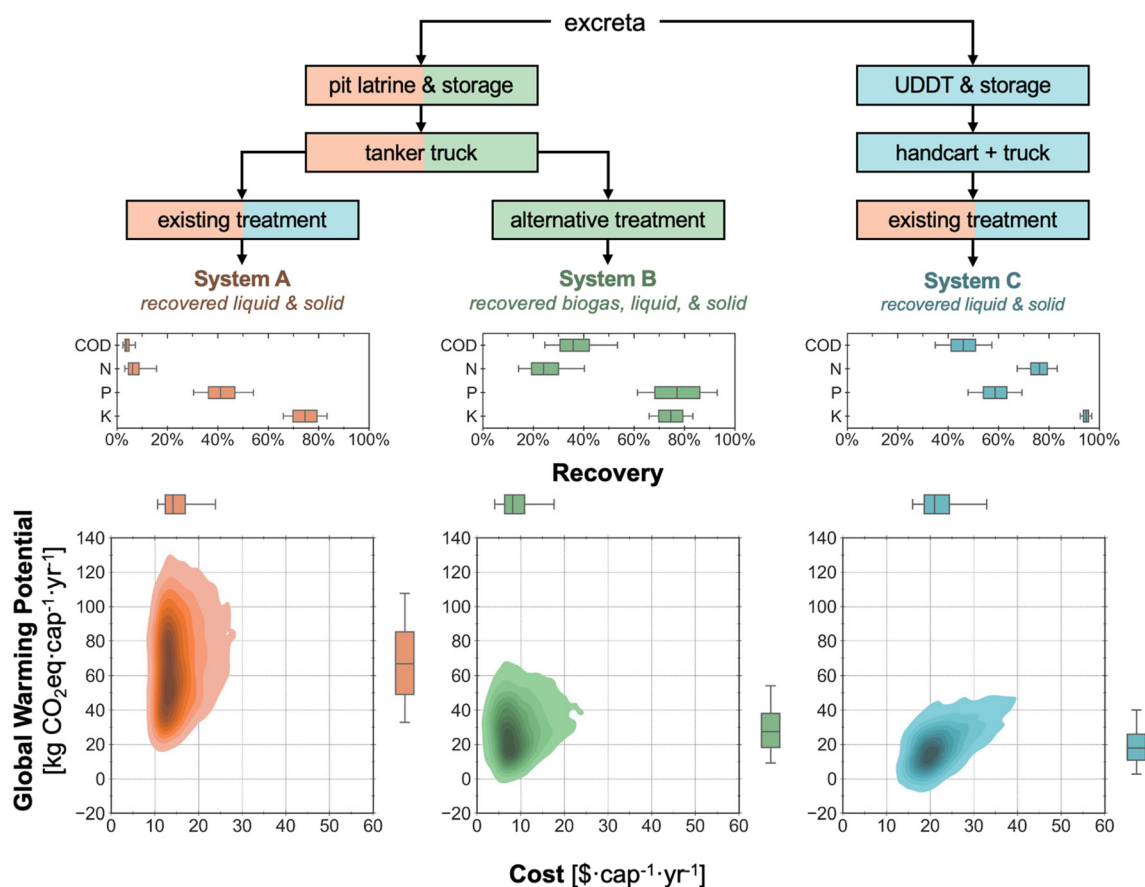 excreta
pit latrine & storage
UDDT & storage
tanker truck
handcart + truck
existing treatment
alternative treatment
existing treatment
System A
recovered liquid & solid
System B
recovered biogas, liquid, & solid
System C
recovered liquid & solid
COD
N
P
K
0% 20% 40% 60% 80% 100%
COD
N
P
K
0% 20% 40% 60% 80% 100%
COD
N
P
K
0% 20% 40% 60% 80% 100%
Recovery
Global Warming Potential
[kg CO₂eq·cap⁻¹·yr⁻¹]
140
120
100
80
60
40
20
0
−20
0 10 20 30 40 50 60
140
120
100
80
60
40
20
0
−20
0 10 20 30 40 50 60
140
120
100
80
60
40
20
0
−20
0 10 20 30 40 50 60
Cost [$·cap⁻¹·yr⁻¹]